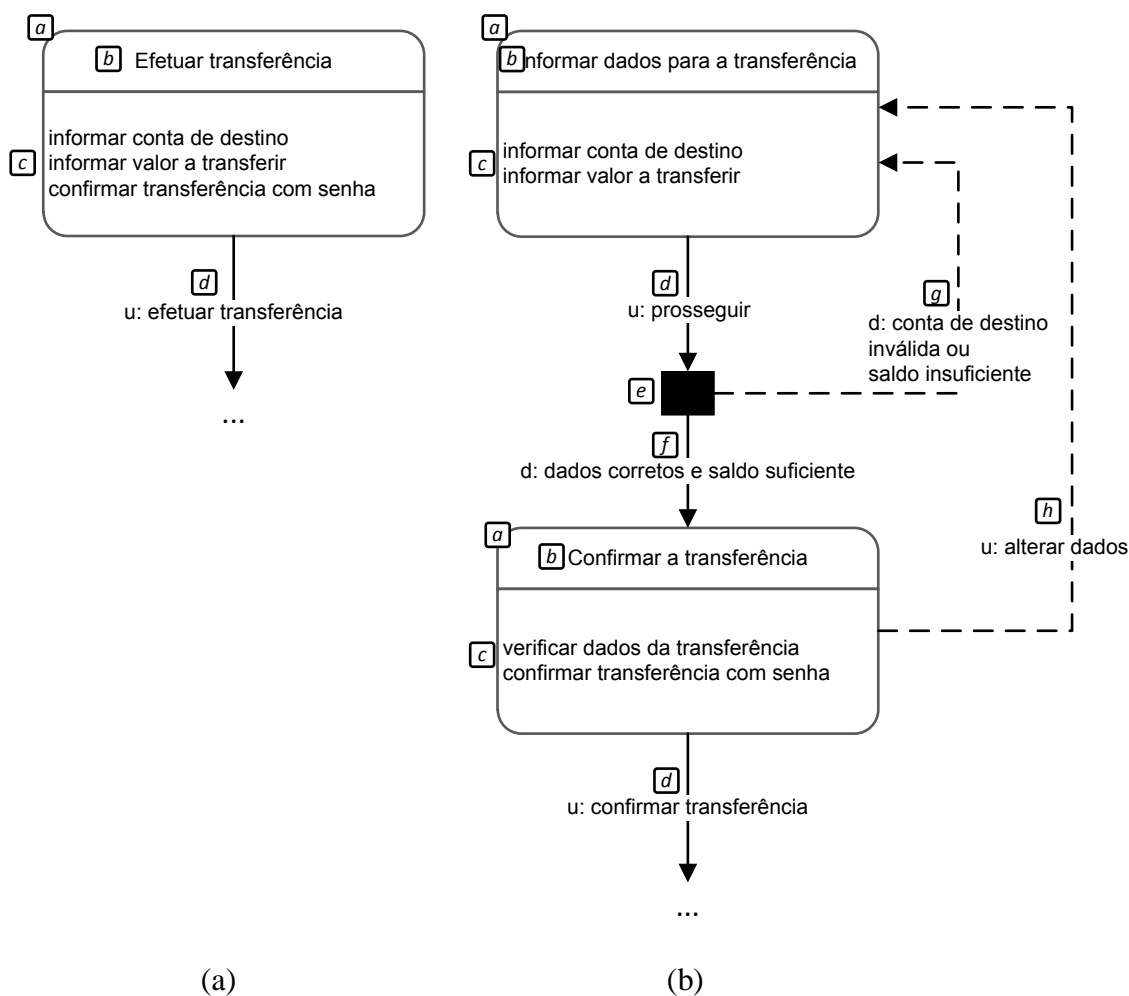 a
b Efetuar transferência
c
informar conta de destino
informar valor a transferir
confirmar transferência com senha
d
u: efetuar transferência
...
(a)
a
b nformar dados para a transferência
c
informar conta de destino
informar valor a transferir
d
u: prosseguir
e
g
d: conta de destino
inválida ou
saldo insuficiente
f
d: dados corretos e saldo suficiente
h
u: alterar dados
a
b Confirmar a transferência
c
verificar dados da transferência
confirmar transferência com senha
d
u: confirmar transferência
...
(b)